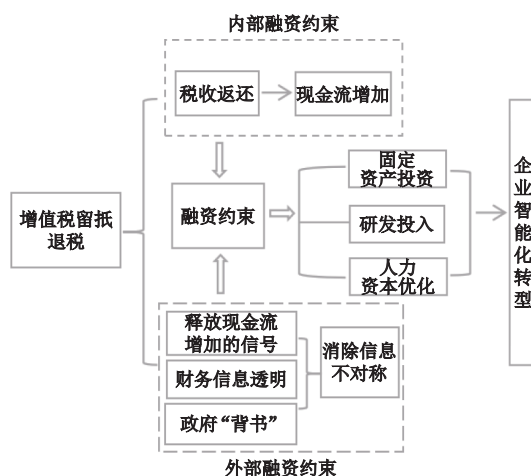 内部融资约束
税收返还
现金流增加
增值税留抵
退税
融资约束
固定
资产投资
研发投入
人力
资本优化
企
业
智
能
化
转
型
释放现金流
增加的信号
财务信息透明
政府“背书”
消除信息
不对称
外部融资约束